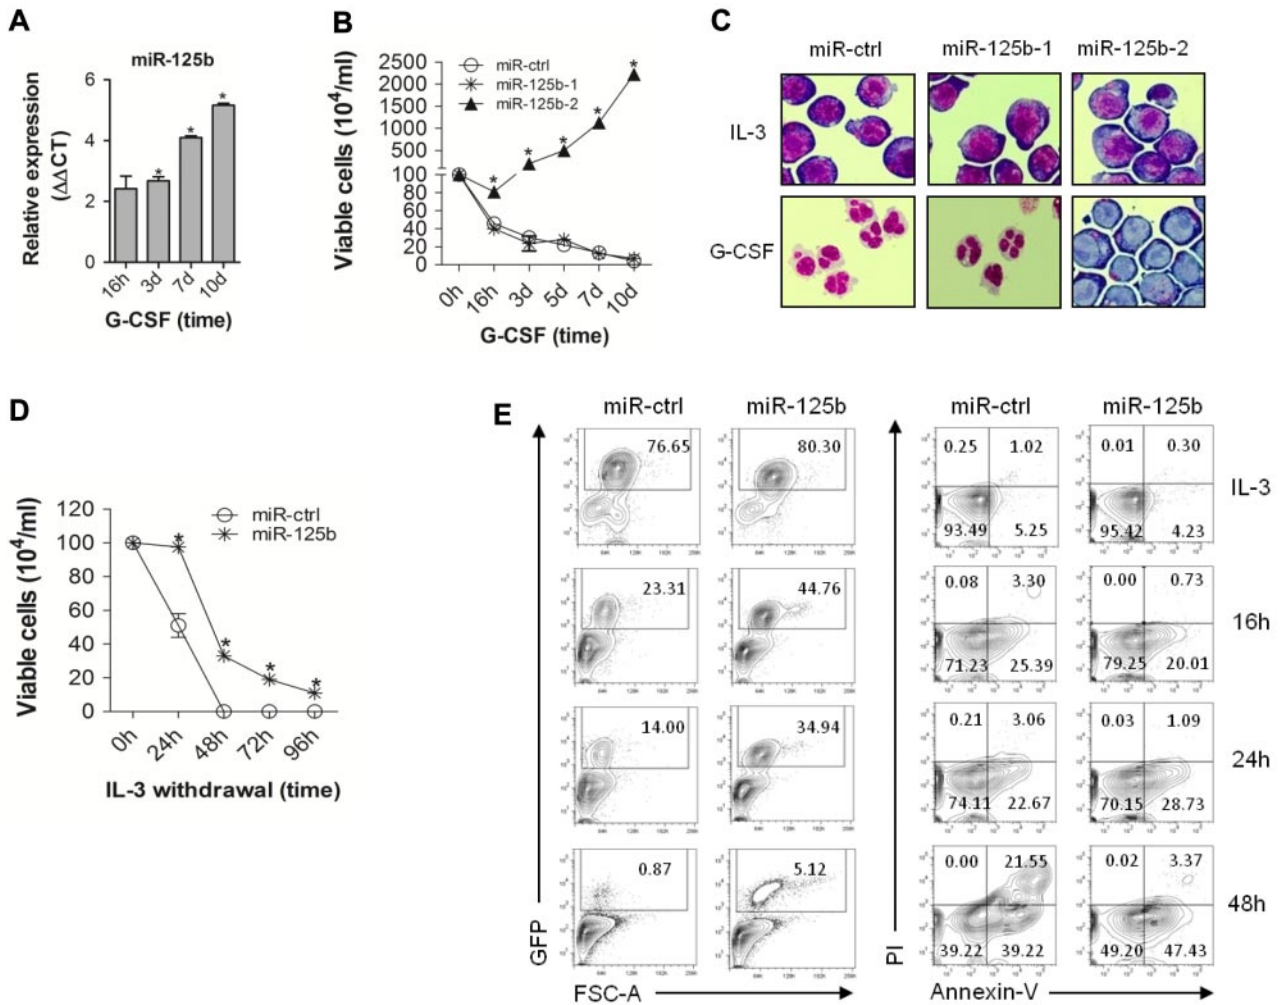 A
miR-125b
Relative expression
(ΔΔCT)
6
4
2
0
*
*
*
16h
3d
7d
10d
G-CSF (time)
B
Viable cells (10⁴/ml)
2500
2000
1500
1000
500
100
80
60
40
20
0
miR-ctrl
miR-125b-1
miR-125b-2
*
*
*
*
*
0h
16h
3d
5d
7d
10d
G-CSF (time)
C
miR-ctrl
miR-125b-1
miR-125b-2
IL-3
G-CSF
D
Viable cells (10⁴/ml)
120
100
80
60
40
20
0
miR-ctrl
miR-125b
*
*
*
*
0h
24h
48h
72h
96h
IL-3 withdrawal (time)
E
miR-ctrl
miR-125b
miR-ctrl
miR-125b
76.65
80.30
0.25
1.02
0.01
0.30
IL-3
93.49
5.25
95.42
4.23
23.31
44.76
0.08
3.30
0.00
0.73
16h
71.23
25.39
79.25
20.01
14.00
34.94
0.21
3.06
0.03
1.09
24h
74.11
22.67
70.15
28.73
0.87
5.12
0.00
21.55
0.02
3.37
48h
39.22
39.22
49.20
47.43
GFP
FSC-A
PI
Annexin-V